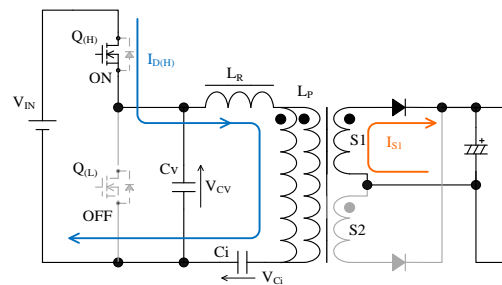 Q(H)
ON
ID(H)
LR
LP
VIN
S1
IS1
Q(L)
OFF
Cv
VCV
S2
Ci
VCi
+